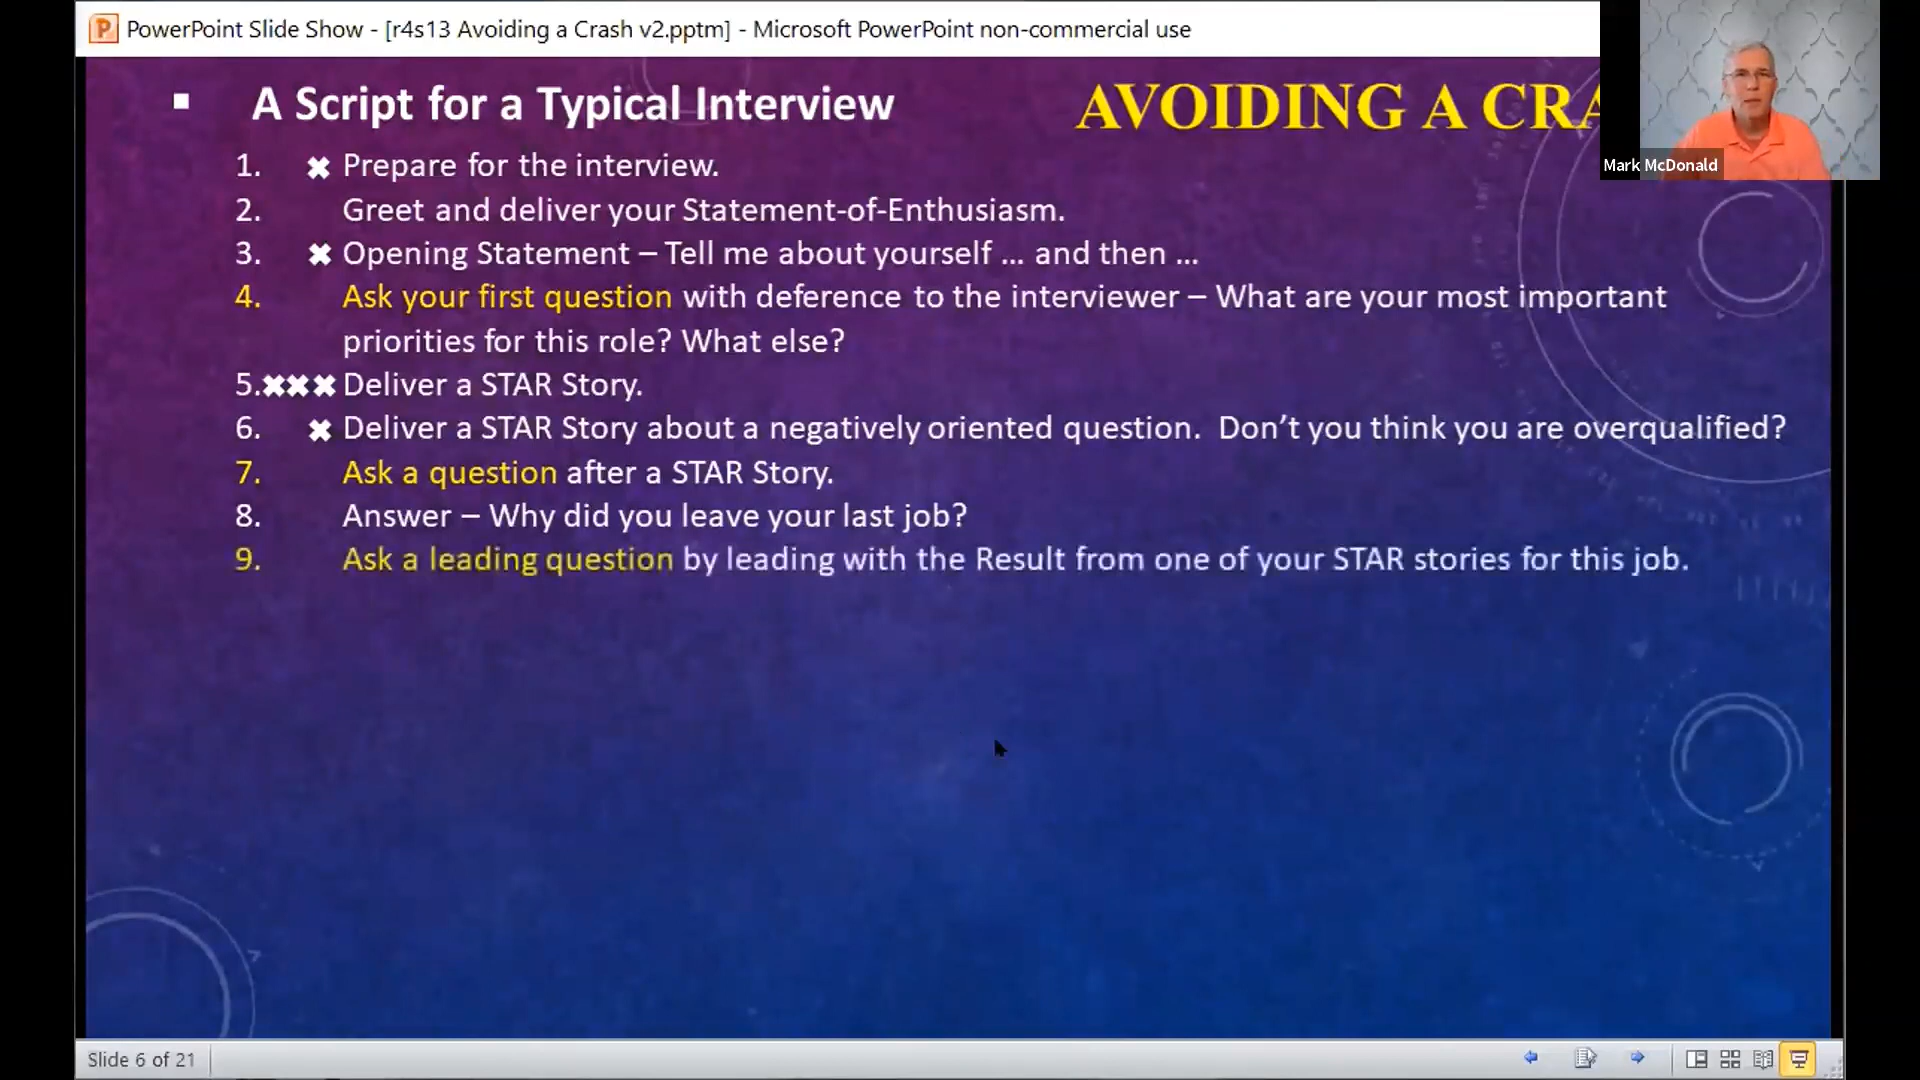 PowerPoint Slide Show - [r4s13 Avoiding a Crash v2.pptm] - Microsoft PowerPoint non-commercial use
▪ A Script for a Typical Interview
AVOIDING A CRA
Mark McDonald
1. ✖ Prepare for the interview.
2. Greet and deliver your Statement-of-Enthusiasm.
3. ✖ Opening Statement – Tell me about yourself ... and then ...
4. Ask your first question with deference to the interviewer – What are your most important
priorities for this role? What else?
5.✖✖✖ Deliver a STAR Story.
6. ✖ Deliver a STAR Story about a negatively oriented question. Don’t you think you are overqualified?
7. Ask a question after a STAR Story.
8. Answer – Why did you leave your last job?
9. Ask a leading question by leading with the Result from one of your STAR stories for this job.
Slide 6 of 21